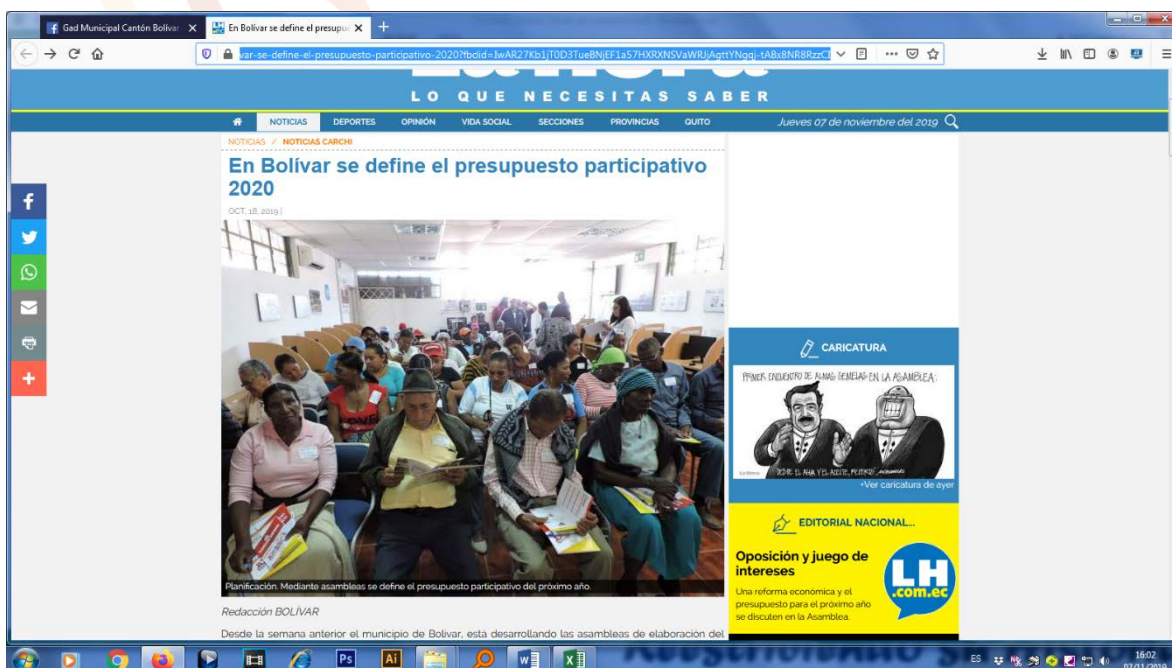 Gad Municipal Cantón Bolívar
En Bolívar se define el presupue
var-se-define-el-presupuesto-participativo-2020?fbclid=
LO QUE NECESITAS SABER
NOTICIAS DEPORTES OPINIÓN VIDA SOCIAL SECCIONES PROVINCIAS QUITO Jueves 07 de noviembre del 2019
NOTICIAS / NOTICIAS CARCHI
En Bolívar se define el presupuesto participativo
2020
OCT, 18, 2019 |
Planificación. Mediante asambleas se define el presupuesto participativo del próximo año.
Redacción BOLÍVAR
Desde la semana anterior el municipio de Bolívar, está desarrollando las asambleas de elaboración del
CARICATURA
PRIMER ENCUENTRO DE ALMAS GEMELAS EN LA ASAMBLEA:
+Ver caricatura de ayer
EDITORIAL NACIONAL...
Oposición y juego de
intereses
Una reforma económica y el
presupuesto para el próximo año
se discuten en la Asamblea.
LH
.com.ec
Ps
Ai
ES
16:02
07/11/2019